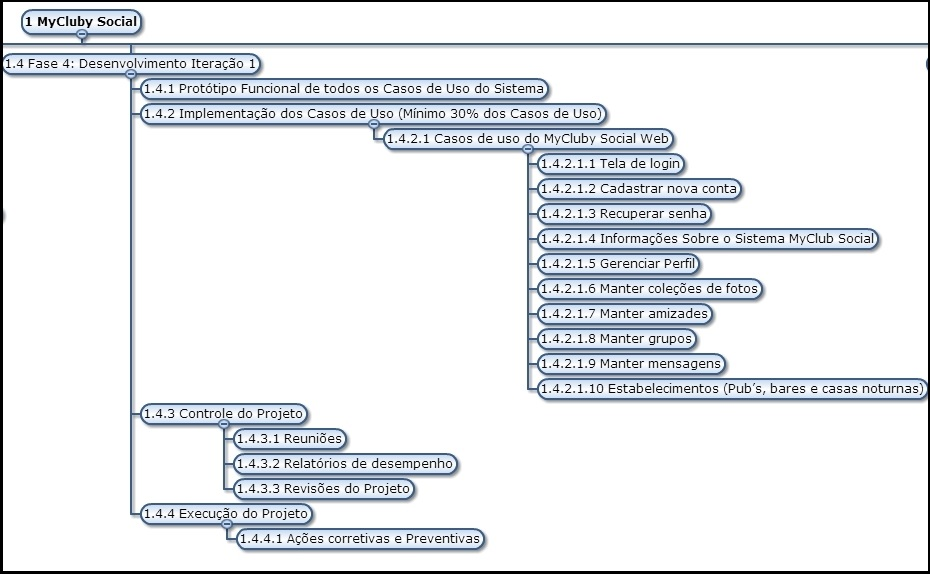 1 MyCluby Social
1.4 Fase 4: Desenvolvimento Iteração 1
1.4.1 Protótipo Funcional de todos os Casos de Uso do Sistema
1.4.2 Implementação dos Casos de Uso (Mínimo 30% dos Casos de Uso)
1.4.2.1 Casos de uso do MyCluby Social Web
1.4.2.1.1 Tela de login
1.4.2.1.2 Cadastrar nova conta
1.4.2.1.3 Recuperar senha
1.4.2.1.4 Informações Sobre o Sistema MyClub Social
1.4.2.1.5 Gerenciar Perfil
1.4.2.1.6 Manter coleções de fotos
1.4.2.1.7 Manter amizades
1.4.2.1.8 Manter grupos
1.4.2.1.9 Manter mensagens
1.4.2.1.10 Estabelecimentos (Pub´s, bares e casas noturnas)
1.4.3 Controle do Projeto
1.4.3.1 Reuniões
1.4.3.2 Relatórios de desempenho
1.4.3.3 Revisões do Projeto
1.4.4 Execução do Projeto
1.4.4.1 Ações corretivas e Preventivas